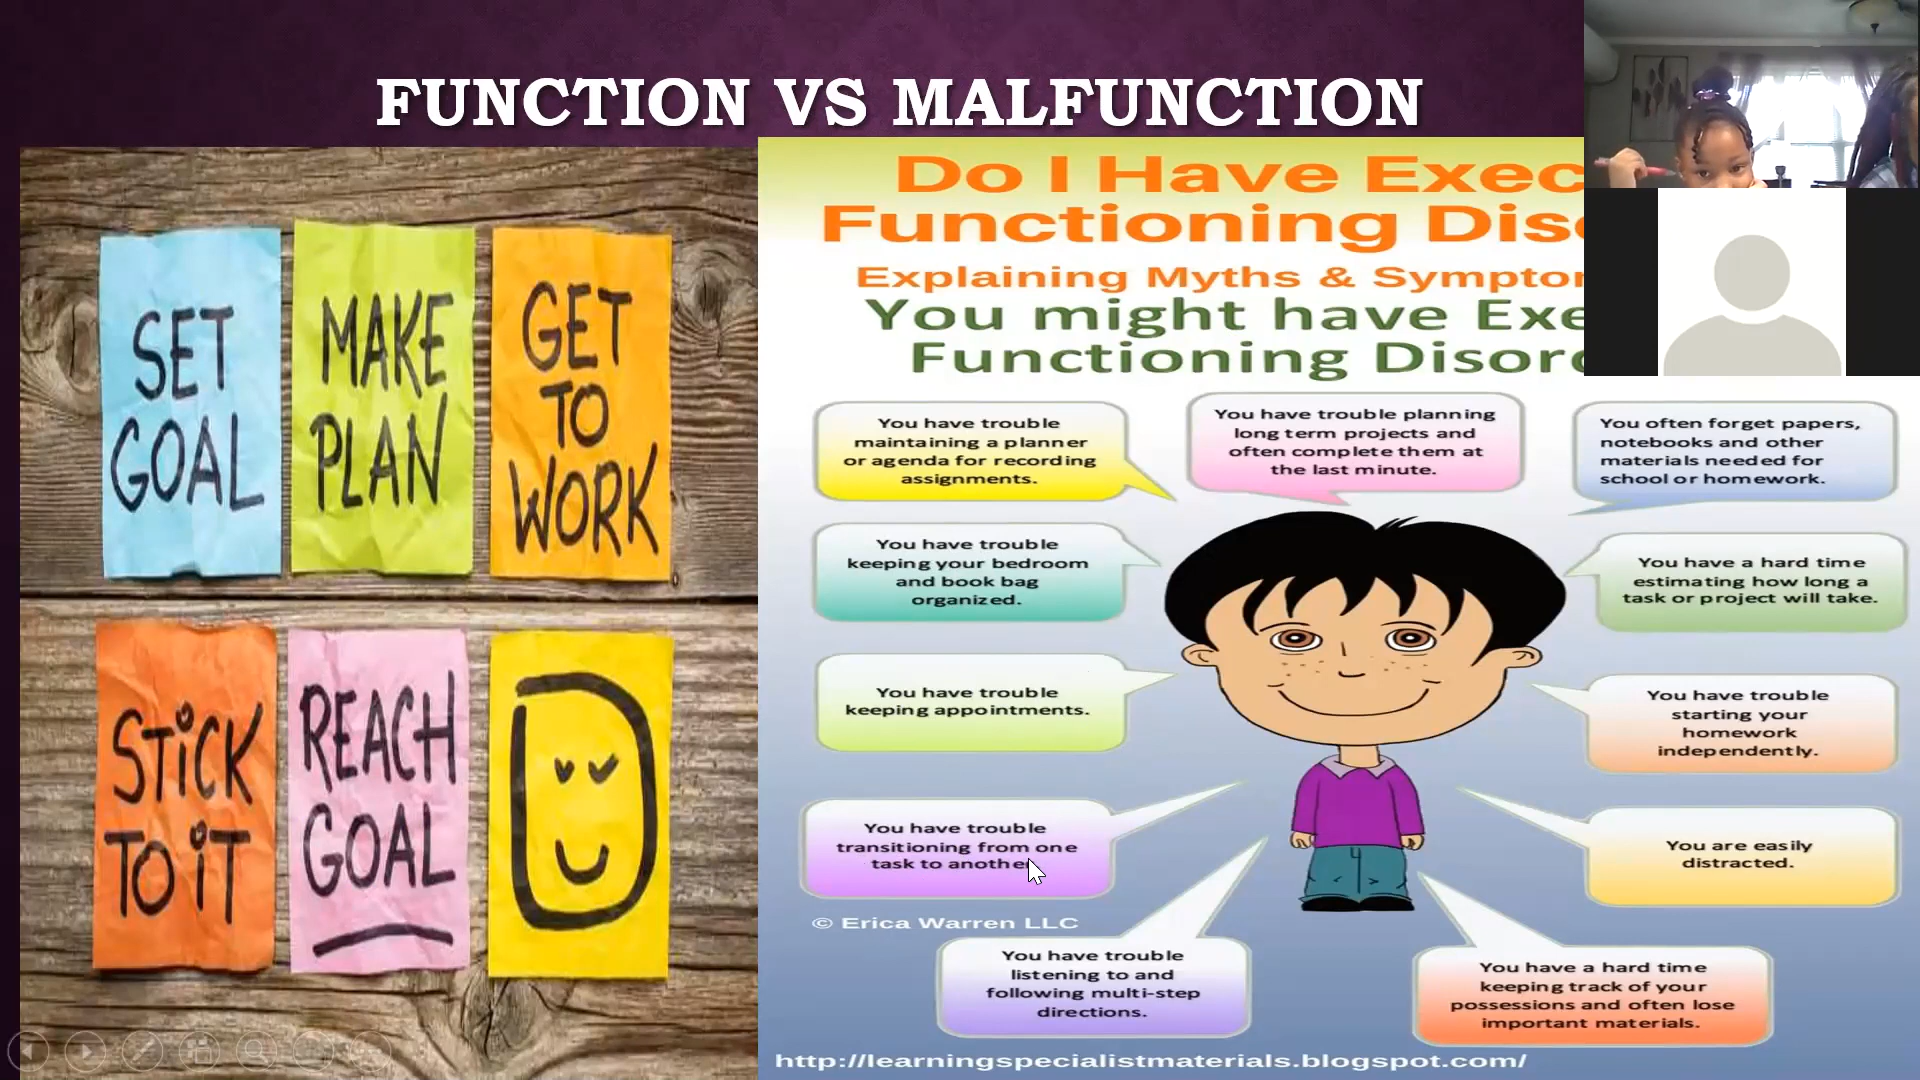 FUNCTION VS MALFUNCTION
SET
GOAL
MAKE
PLAN
GET
TO
WORK
STICK
TO IT
REACH
GOAL
Do I Have Exec
Functioning Dis
Explaining Myths & Sympto
You might have Exe
Functioning Disor
You have trouble
maintaining a planner
or agenda for recording
assignments.
You have trouble planning
long term projects and
often complete them at
the last minute.
You often forget papers,
notebooks and other
materials needed for
school or homework.
You have trouble
keeping your bedroom
and book bag
organized.
You have a hard time
estimating how long a
task or project will take.
You have trouble
keeping appointments.
You have trouble
starting your
homework
independently.
You have trouble
transitioning from one
task to another
You are easily
distracted.
© Erica Warren LLC
You have trouble
listening to and
following multi-step
directions.
You have a hard time
keeping track of your
possessions and often lose
important materials.
http://learningspecialistmaterials.blogspot.com/